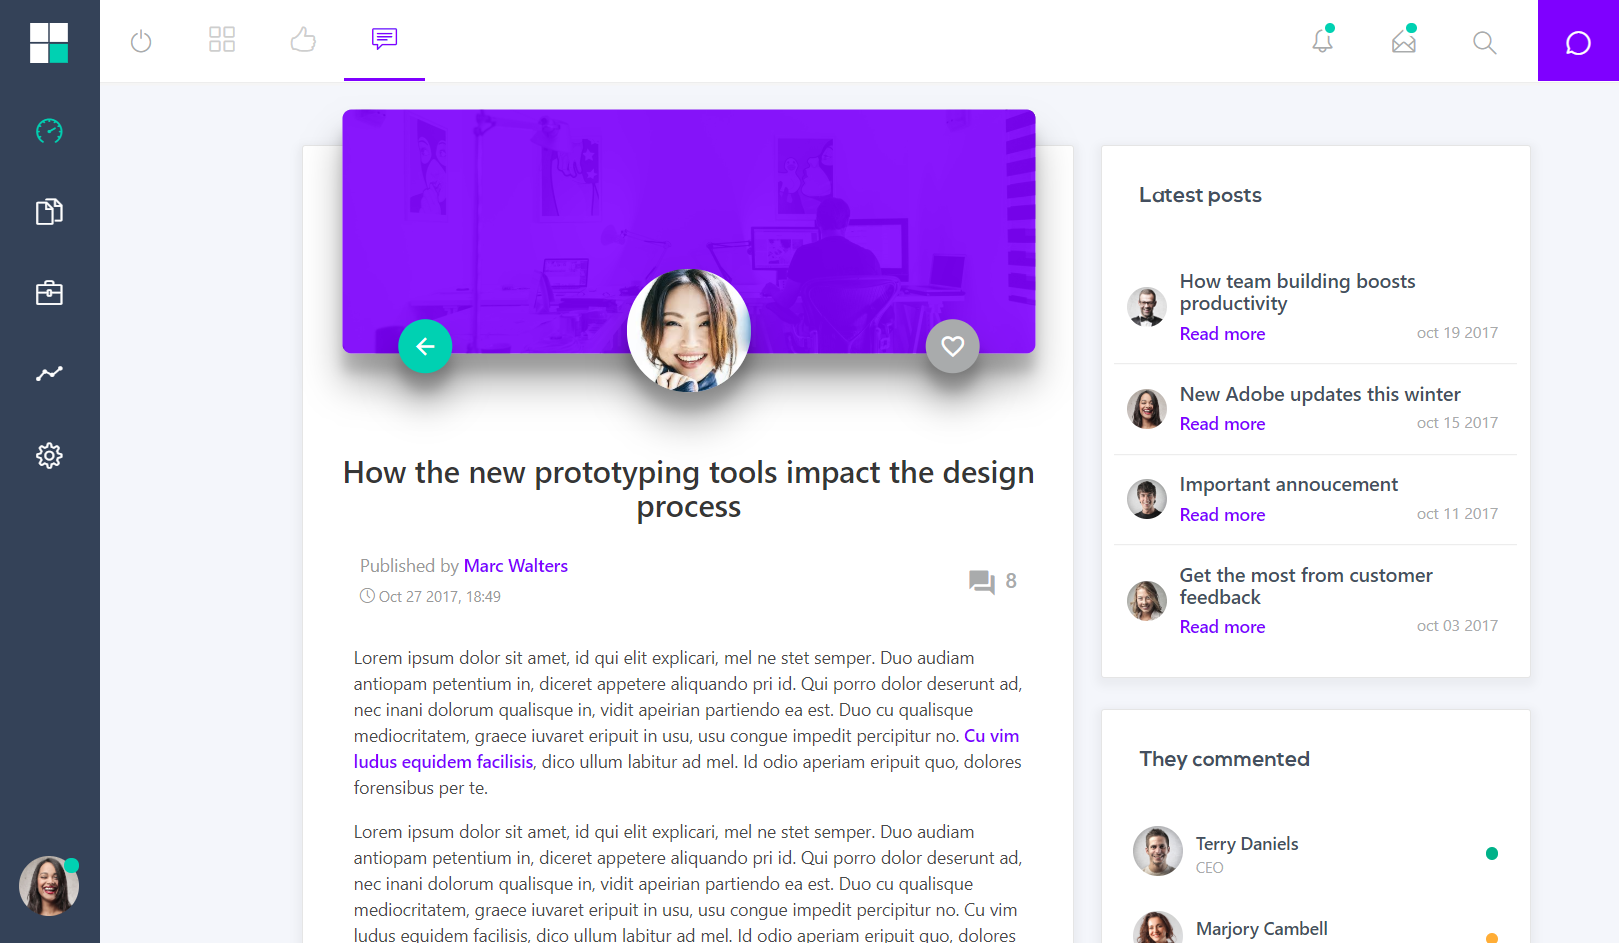 How the new prototyping tools impact the design
process
Published by Marc Walters
Oct 27 2017, 18:49
8
Lorem ipsum dolor sit amet, id qui elit explicari, mel ne stet semper. Duo audiam
antiopam petentium in, diceret appetere aliquando pri id. Qui porro dolor deserunt ad,
nec inani dolorum qualisque in, vidit apeirian partiendo ea est. Duo cu qualisque
mediocritatem, graece iuvaret eripuit in usu, usu congue impedit percipitur no. Cu vim
ludus equidem facilisis, dico ullum labitur ad mel. Id odio aperiam eripuit quo, dolores
forensibus per te.
Lorem ipsum dolor sit amet, id qui elit explicari, mel ne stet semper. Duo audiam
antiopam petentium in, diceret appetere aliquando pri id. Qui porro dolor deserunt ad,
nec inani dolorum qualisque in, vidit apeirian partiendo ea est. Duo cu qualisque
mediocritatem, graece iuvaret eripuit in usu, usu congue impedit percipitur no. Cu vim
ludus equidem facilisis, dico ullum labitur ad mel. Id odio aperiam eripuit quo, dolores
Latest posts
How team building boosts
productivity
Read more
oct 19 2017
New Adobe updates this winter
Read more
oct 15 2017
Important annoucement
Read more
oct 11 2017
Get the most from customer
feedback
Read more
oct 03 2017
They commented
Terry Daniels
CEO
Marjory Cambell